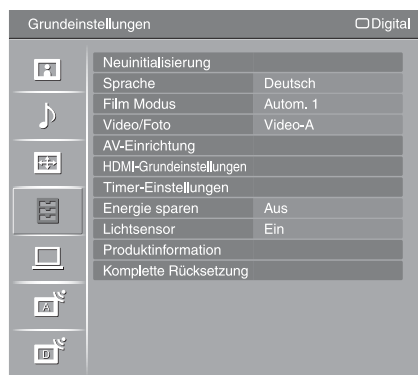 Grundeinstellungen Digital
Neuinitialisierung
Sprache Deutsch
Film Modus Autom. 1
Video/Foto Video-A
AV-Einrichtung
HDMI-Grundeinstellungen
Timer-Einstellungen
Energie sparen Aus
Lichtsensor Ein
Produktinformation
Komplette Rücksetzung
A
D